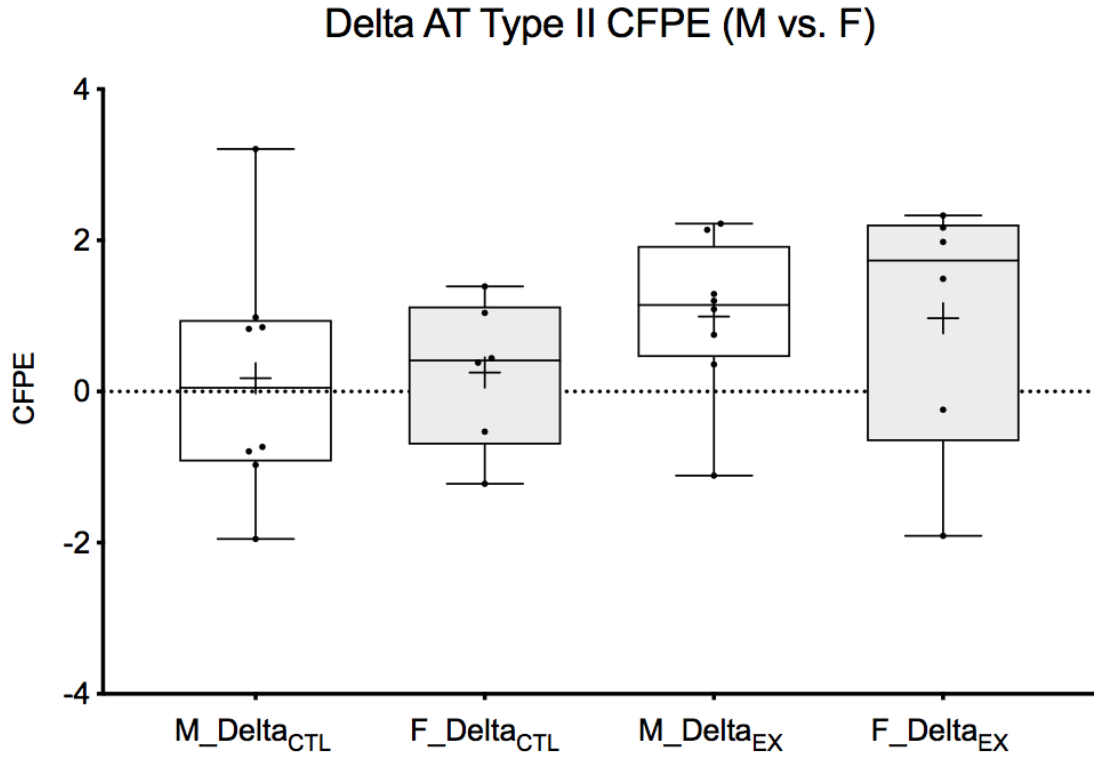 Delta AT Type II CFPE (M vs. F)
4
2
0
-2
-4
CFPE
M_DeltaCTL
F_DeltaCTL
M_DeltaEX
F_DeltaEX